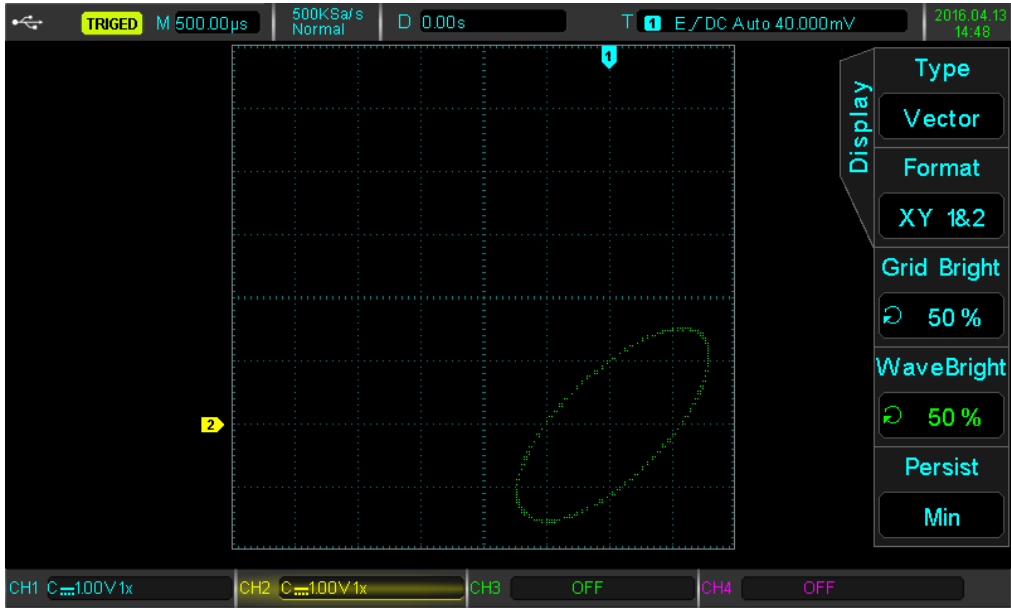 TRIGED M 500.00µs 500KSa/s D 0.00s T 1 E DC Auto 40.000mV 2016.04.13
Normal 14:48
1
Display
Type
Vector
Format
XY 1&2
Grid Bright
50%
WaveBright
50%
Persist
Min
2
CH1 C 1.00V 1x CH2 C 1.00V 1x CH3 OFF CH4 OFF